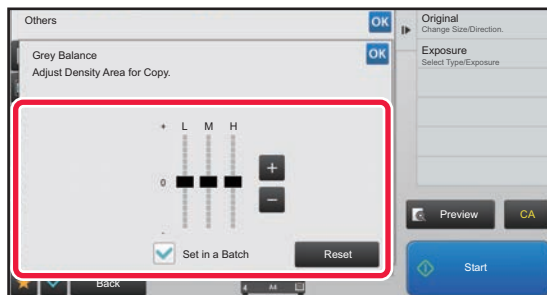 Others
OK
Grey Balance
OK
Adjust Density Area for Copy.
+ L M H
+
0
-
-
Set in a Batch
Reset
Back
A4
Original
Change Size/Direction.
Exposure
Select Type/Exposure
Preview
CA
Start